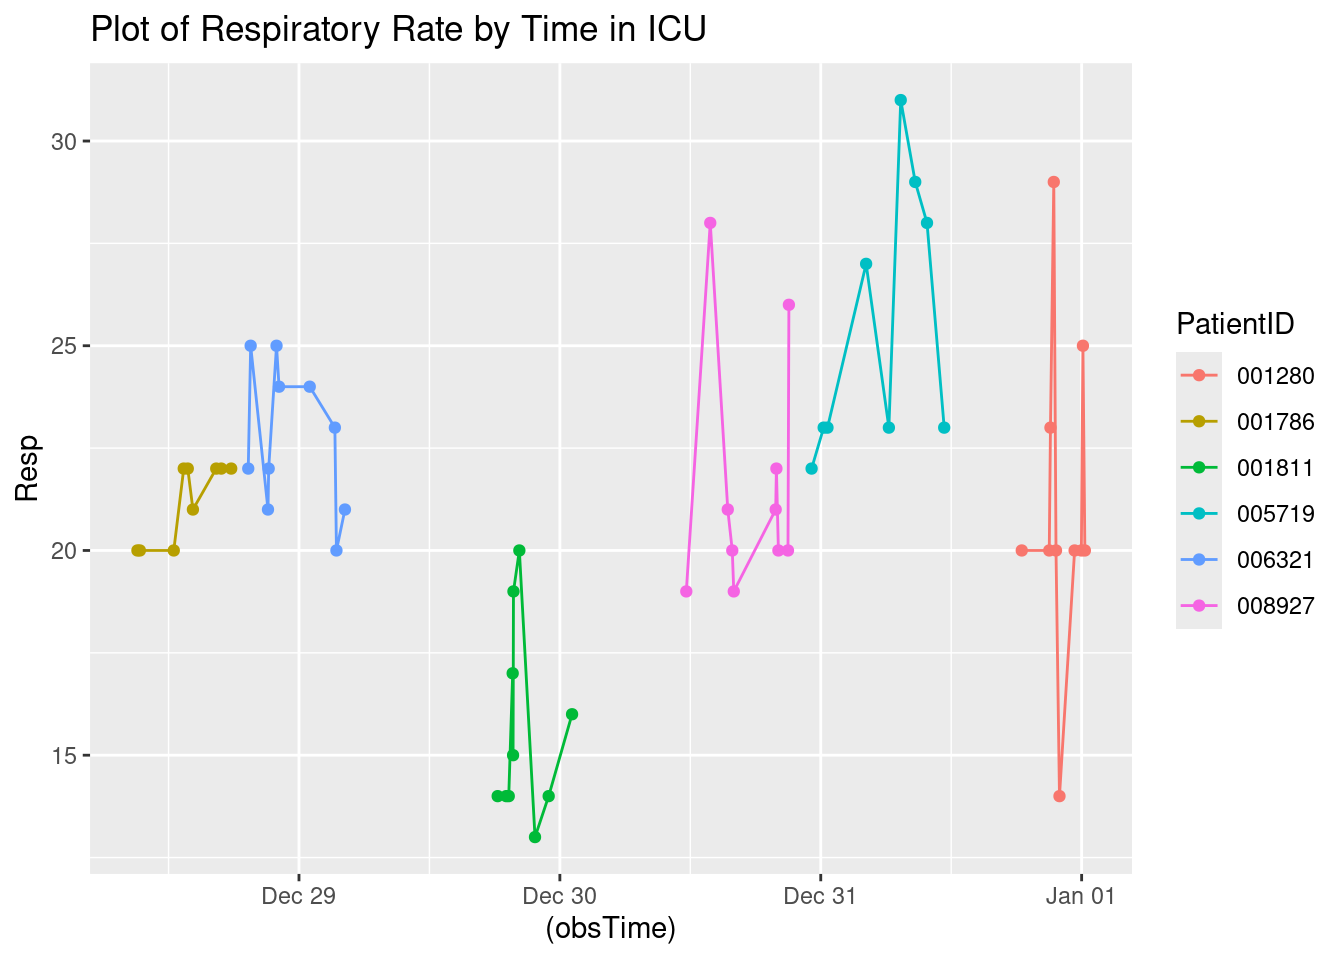 Plot of Respiratory Rate by Time in ICU
30
25
20
15
Resp
Dec 29
Dec 30
Dec 31
Jan 01
(obsTime)
PatientID
001280
001786
001811
005719
006321
008927